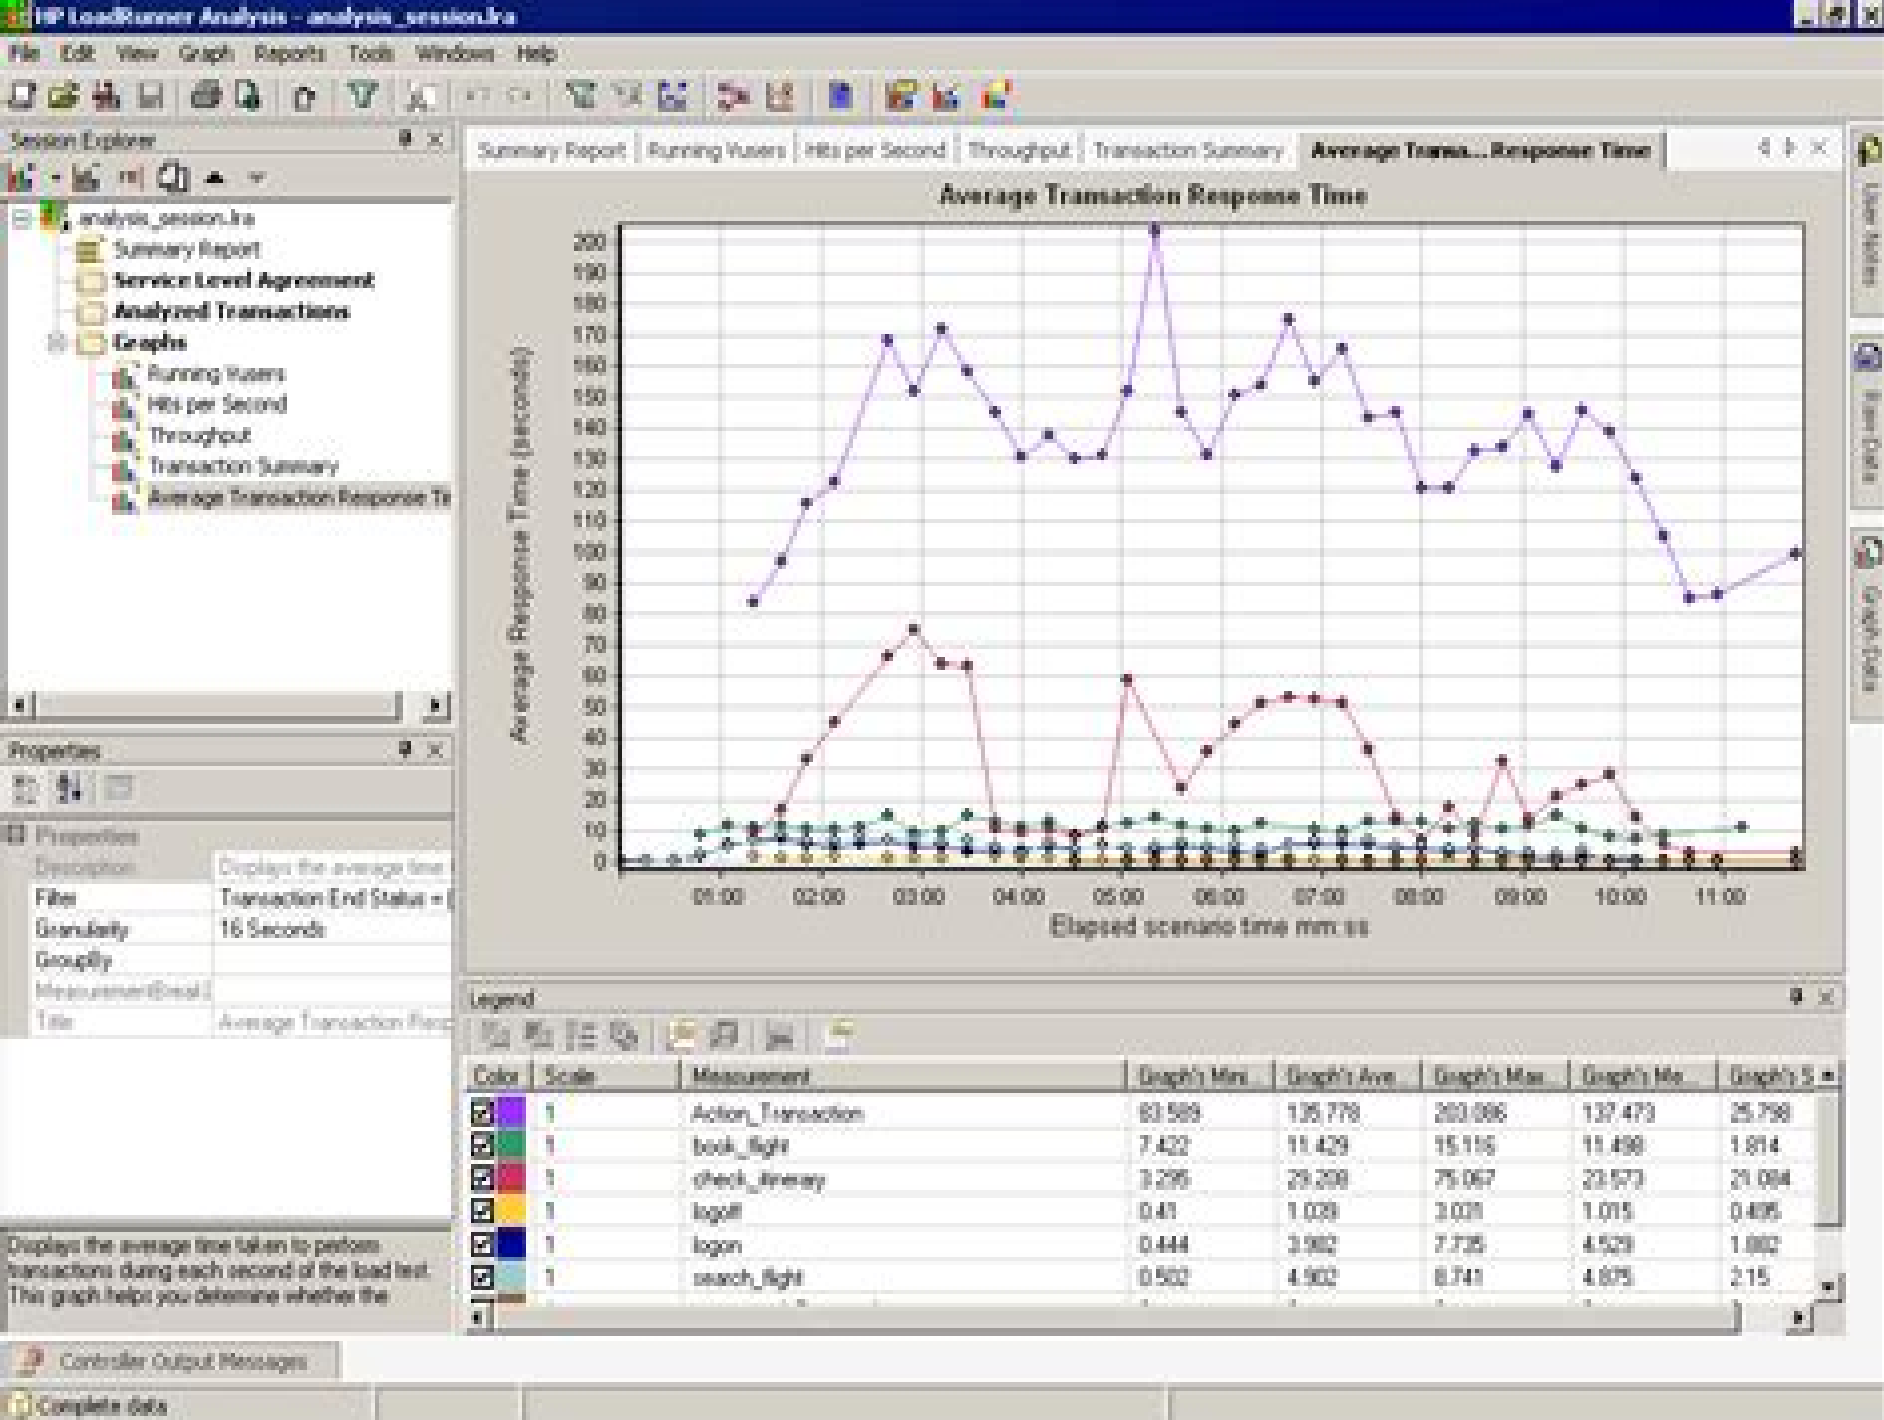 HP LoadRunner Analysis - analysis_session.lra
File Edit View Graph Reports Tools Windows Help
Session Explorer
analysis_session.lra
Summary Report
Service Level Agreement
Analyzed Transactions
Graphs
Running Vusers
Hits per Second
Throughput
Transaction Summary
Average Transaction Response Ti
Properties
Properties
Description Displays the average time
Filter Transaction End Status = (
Granularity 16 Seconds
GroupBy
Title Average Transaction Resp
Displays the average time taken to perform
transactions during each second of the load test.
This graph helps you determine whether the
Summary Report Running Vusers Hits per Second Throughput Transaction Summary Average Transa... Response Time
Average Transaction Response Time
Average Response Time (seconds)
200
190
180
170
160
150
140
130
120
110
100
90
80
70
60
50
40
30
20
10
0
01:00 02:00 03:00 04:00 05:00 06:00 07:00 08:00 09:00 10:00 11:00
Elapsed scenario time mm:ss
User Notes
Raw Data
Graph Data
Legend
Color Scale Measurement Graph's Mini... Graph's Ave... Graph's Max... Graph's Me... Graph's S
1 Action_Transaction 83.589 135.778 203.086 137.473 25.798
1 book_flight 7.422 11.429 15.116 11.498 1.814
1 check_itinerary 3.295 29.208 75.067 23.573 21.084
1 logoff 0.41 1.039 3.021 1.015 0.495
1 logon 0.444 3.982 7.735 4.529 1.882
1 search_flight 0.502 4.902 8.741 4.875 2.15
Controller Output Messages
Complete data